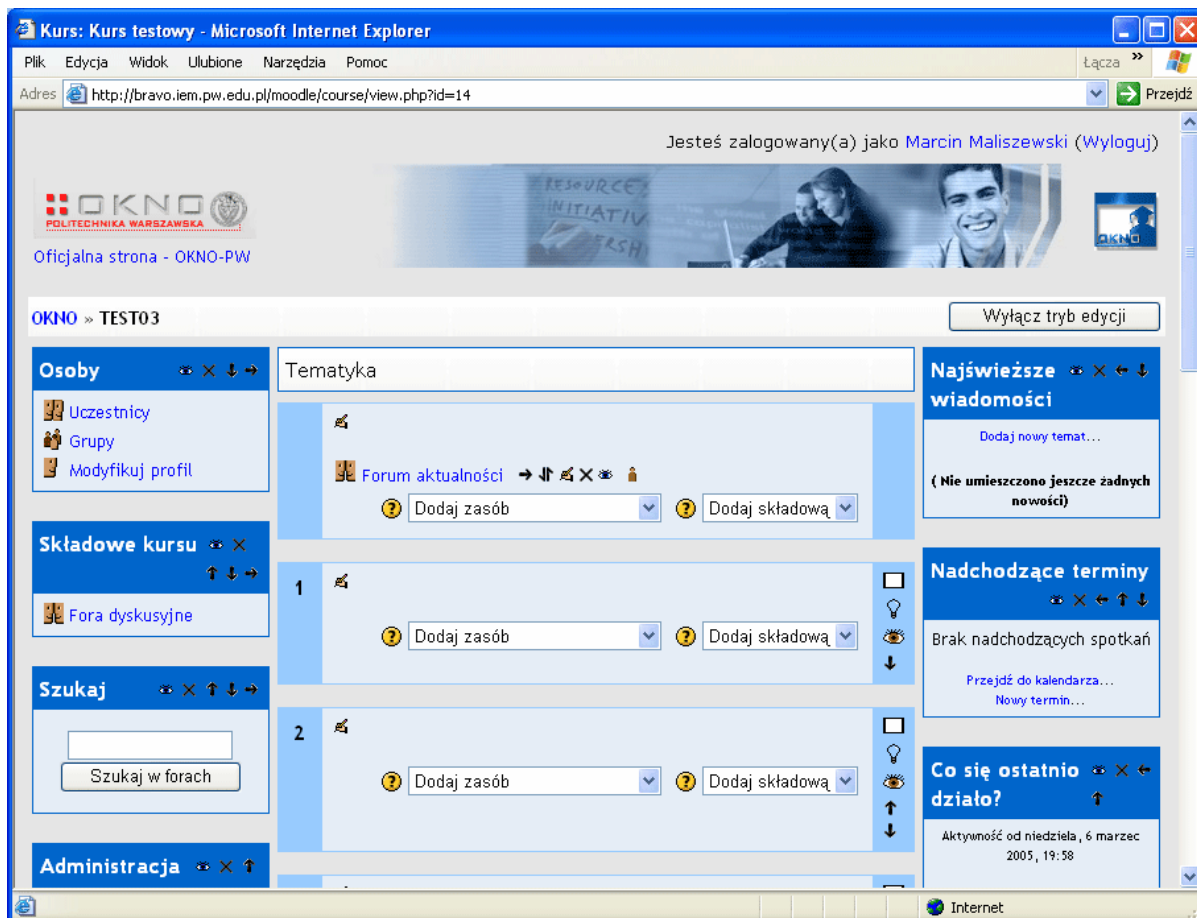 Kurs: Kurs testowy - Microsoft Internet Explorer
Plik Edycja Widok Ulubione Narzędzia Pomoc
Łącza »
Adres http://bravo.iem.pw.edu.pl/moodle/course/view.php?id=14
Przejdź
Jesteś zalogowany(a) jako Marcin Maliszewski (Wyloguj)
OKNO
POLITECHNIKA WARSZAWSKA
Oficjalna strona - OKNO-PW
RESOURCE
INITIATIV
ERSHI
OKNO
OKNO » TEST03
Wyłącz tryb edycji
Osoby
Uczestnicy
Grupy
Modyfikuj profil
Składowe kursu
Fora dyskusyjne
Szukaj
Szukaj w forach
Administracja
Tematyka
Forum aktualności
? Dodaj zasób ? Dodaj składową
1
? Dodaj zasób ? Dodaj składową
2
? Dodaj zasób ? Dodaj składową
Najświeższe
wiadomości
Dodaj nowy temat...
( Nie umieszczono jeszcze żadnych
nowości)
Nadchodzące terminy
Brak nadchodzących spotkań
Przejdź do kalendarza...
Nowy termin...
Co się ostatnio
działo?
Aktywność od niedziela, 6 marzec
2005, 19:58
Internet